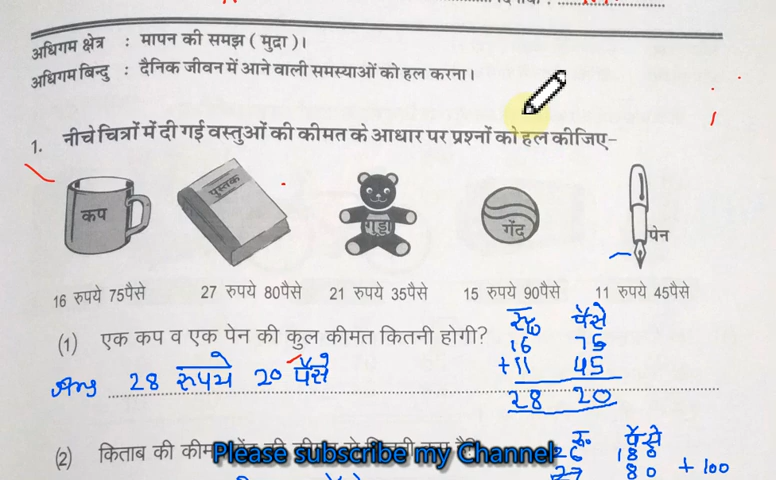 अधिगम क्षेत्र : मापन की समझ ( मुद्रा )।
अधिगम बिन्दु : दैनिक जीवन में आने वाली समस्याओं को हल करना।
1. नीचे चित्रों में दी गई वस्तुओं की कीमत के आधार पर प्रश्नों को हल कीजिए–
कप पुस्तक गुड्डा गेंद पेन
16 रुपये 75पैसे 27 रुपये 80पैसे 21 रुपये 35पैसे 15 रुपये 90पैसे 11 रुपये 45पैसे
(1) एक कप व एक पेन की कुल कीमत कितनी होगी?
रु० पैसे
16 75
+11 45
28 20
Ans 28 रुपये 20 पैसे
(2) किताब की
Please subscribe my Channel
रु. पैसे
26 180
27 80 + 100